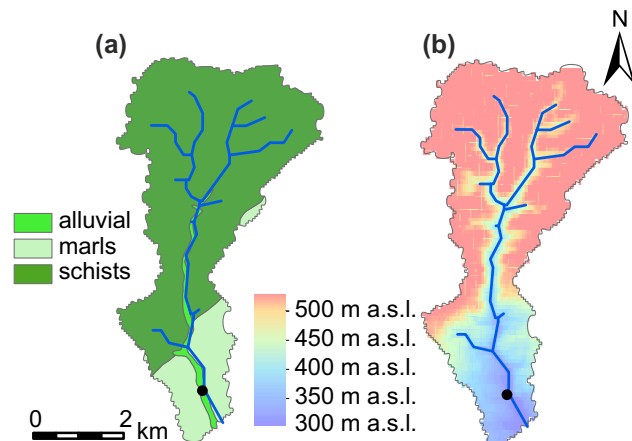 (a)
(b)
N
alluvial
marls
schists
500 m a.s.l.
450 m a.s.l.
400 m a.s.l.
350 m a.s.l.
300 m a.s.l.
0 2
km